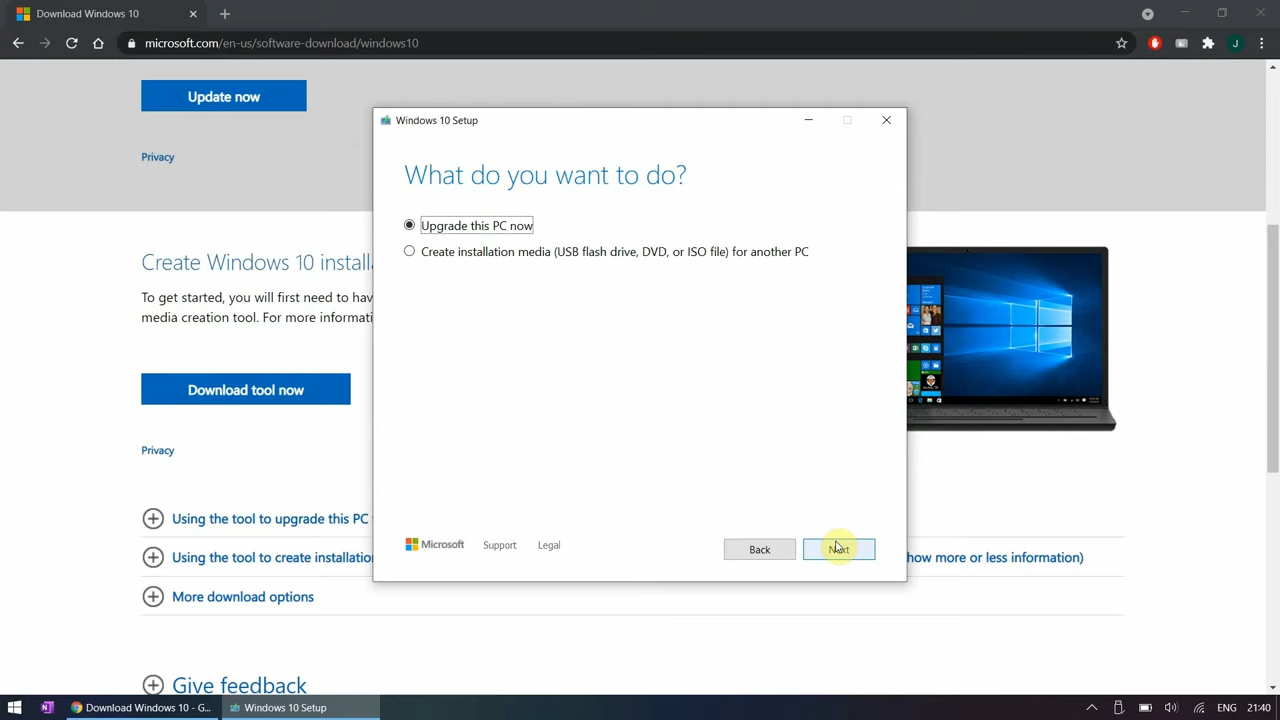 Download Windows 10
microsoft.com/en-us/software-download/windows10
J
Update now
Privacy
Windows 10 Setup
What do you want to do?
Upgrade this PC now
Create installation media (USB flash drive, DVD, or ISO file) for another PC
Create Windows 10 install
To get started, you will first need to hav
media creation tool. For more informati
Download tool now
Privacy
Microsoft
Support
Legal
Back
Next
Using the tool to upgrade this PC
Using the tool to create installation
how more or less information)
More download options
Give feedback
Download Windows 10 - G...
Windows 10 Setup
ENG
21:40